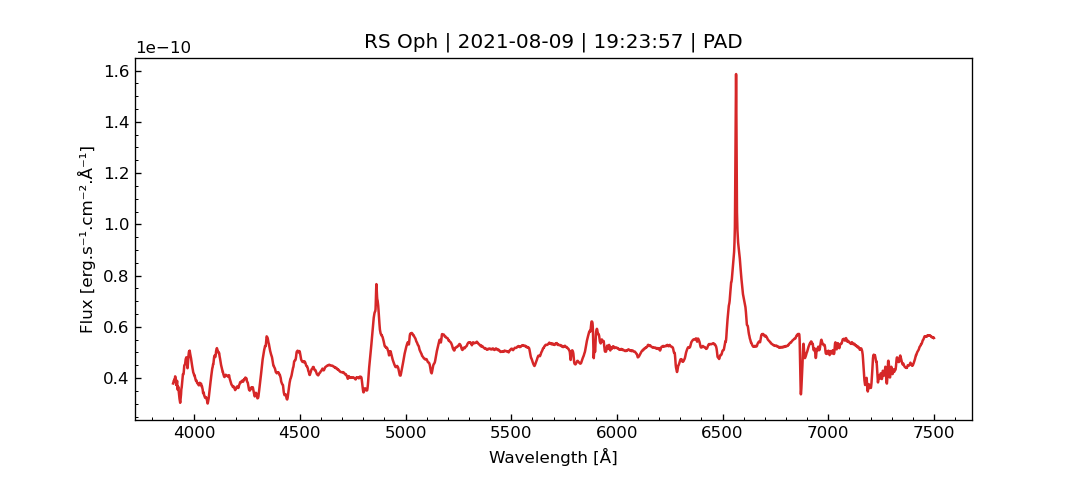 RS Oph | 2021-08-09 | 19:23:57 | PAD
1e−10
1.6
1.4
1.2
1.0
0.8
0.6
0.4
Flux [erg.s⁻¹.cm⁻².Å⁻¹]
4000 4500 5000 5500 6000 6500 7000 7500
Wavelength [Å]